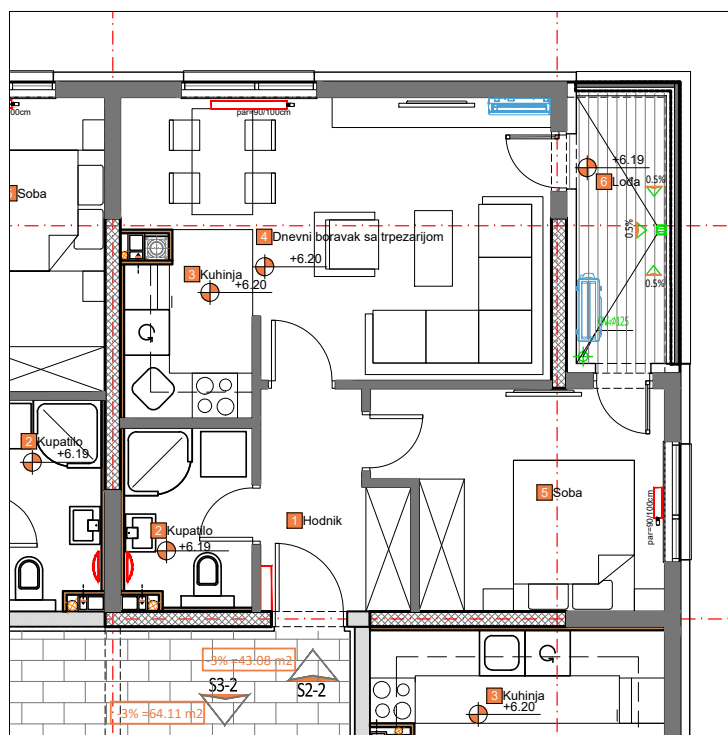 00cm
par=90/100cm
Soba
+6.19
6 Lođa
0.5%
0.5%
0.5%
4 Dnevni boravak sa trpezarijom
+6.20
3 Kuhinja
+6.20
2 Kupatilo
+6.19
5 Soba
par=90/100cm
1 Hodnik
2 Kupatilo
+6.19
-3% =43.08 m2
S3-2
S2-2
-3% =64.11 m2
3 Kuhinja
+6.20